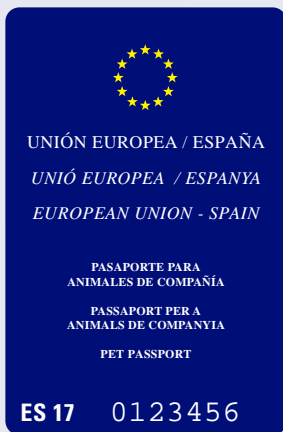 UNIÓN EUROPEA / ESPAÑA
UNIÓ EUROPEA / ESPANYA
EUROPEAN UNION - SPAIN
PASAPORTE PARA
ANIMALES DE COMPAÑÍA
PASSAPORT PER A
ANIMALS DE COMPANYIA
PET PASSPORT
ES 17 0123456